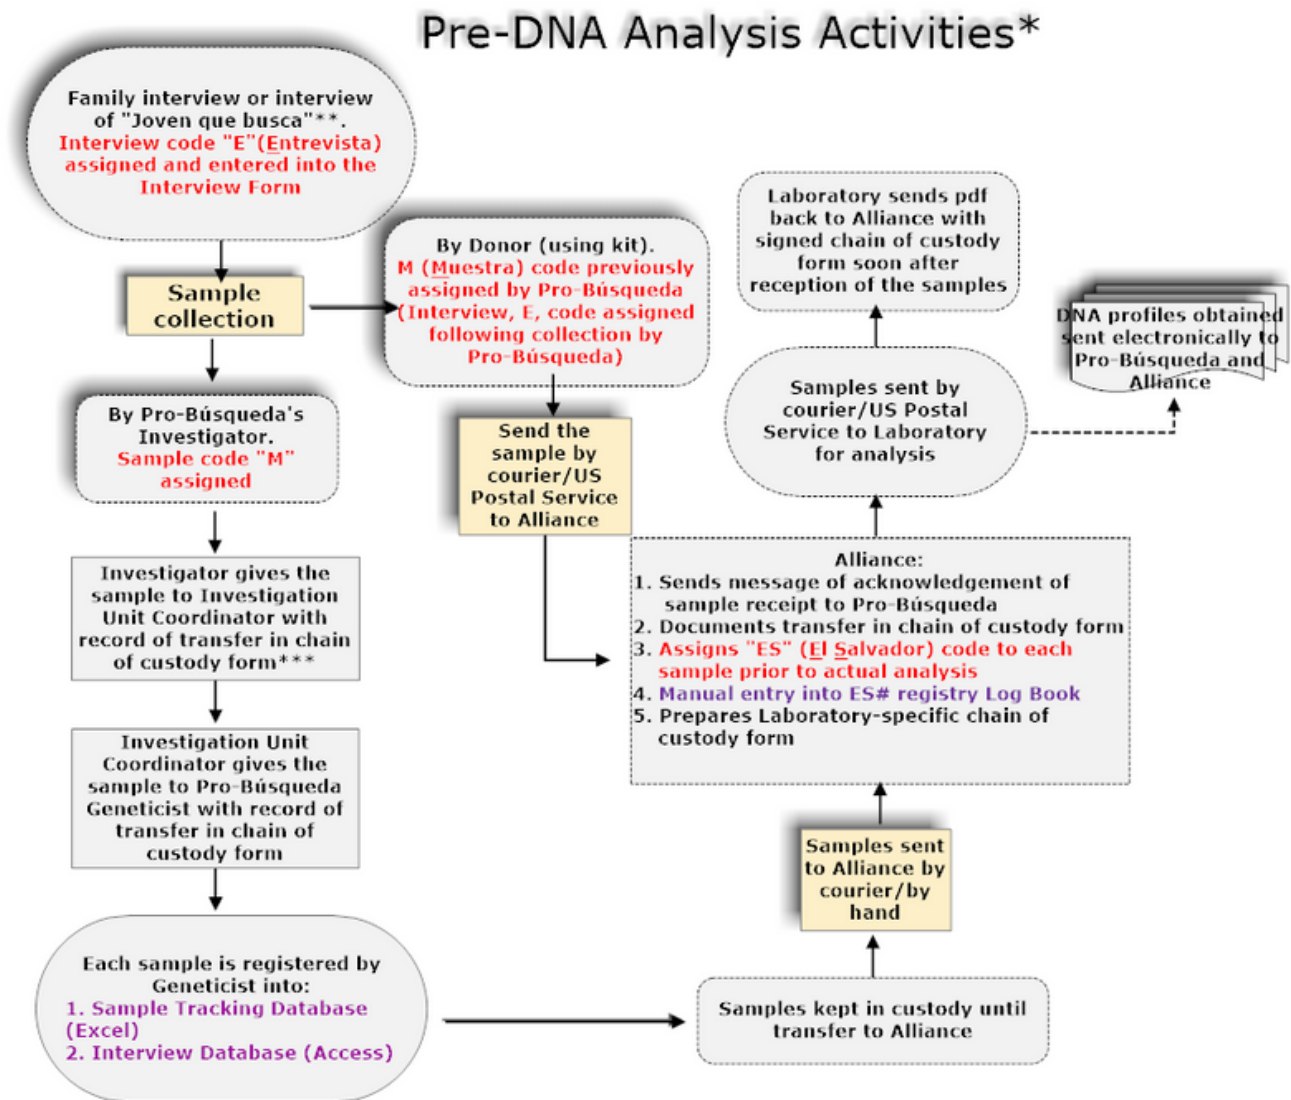 Pre-DNA Analysis Activities*
Family interview or interview
of "Joven que busca"**.
Interview code "E"(Entrevista)
assigned and entered into the
Interview Form
Sample
collection
By Donor (using kit).
M (Muestra) code previously
assigned by Pro-Búsqueda
(Interview, E, code assigned
following collection by
Pro-Búsqueda)
By Pro-Búsqueda's
Investigator.
Sample code "M"
assigned
Send the
sample by
courier/US
Postal Service
to Alliance
Investigator gives the
sample to Investigation
Unit Coordinator with
record of transfer in chain
of custody form***
Investigation Unit
Coordinator gives the
sample to Pro-Búsqueda
Geneticist with record of
transfer in chain of
custody form
Each sample is registered by
Geneticist into:
1. Sample Tracking Database
(Excel)
2. Interview Database (Access)
Samples kept in custody until
transfer to Alliance
Samples sent
to Alliance by
courier/by
hand
Alliance:
1. Sends message of acknowledgement of
sample receipt to Pro-Búsqueda
2. Documents transfer in chain of custody form
3. Assigns "ES" (El Salvador) code to each
sample prior to actual analysis
4. Manual entry into ES# registry Log Book
5. Prepares Laboratory-specific chain of
custody form
Samples sent by
courier/US Postal
Service to Laboratory
for analysis
Laboratory sends pdf
back to Alliance with
signed chain of custody
form soon after
reception of the samples
DNA profiles obtained
sent electronically to
Pro-Búsqueda and
Alliance